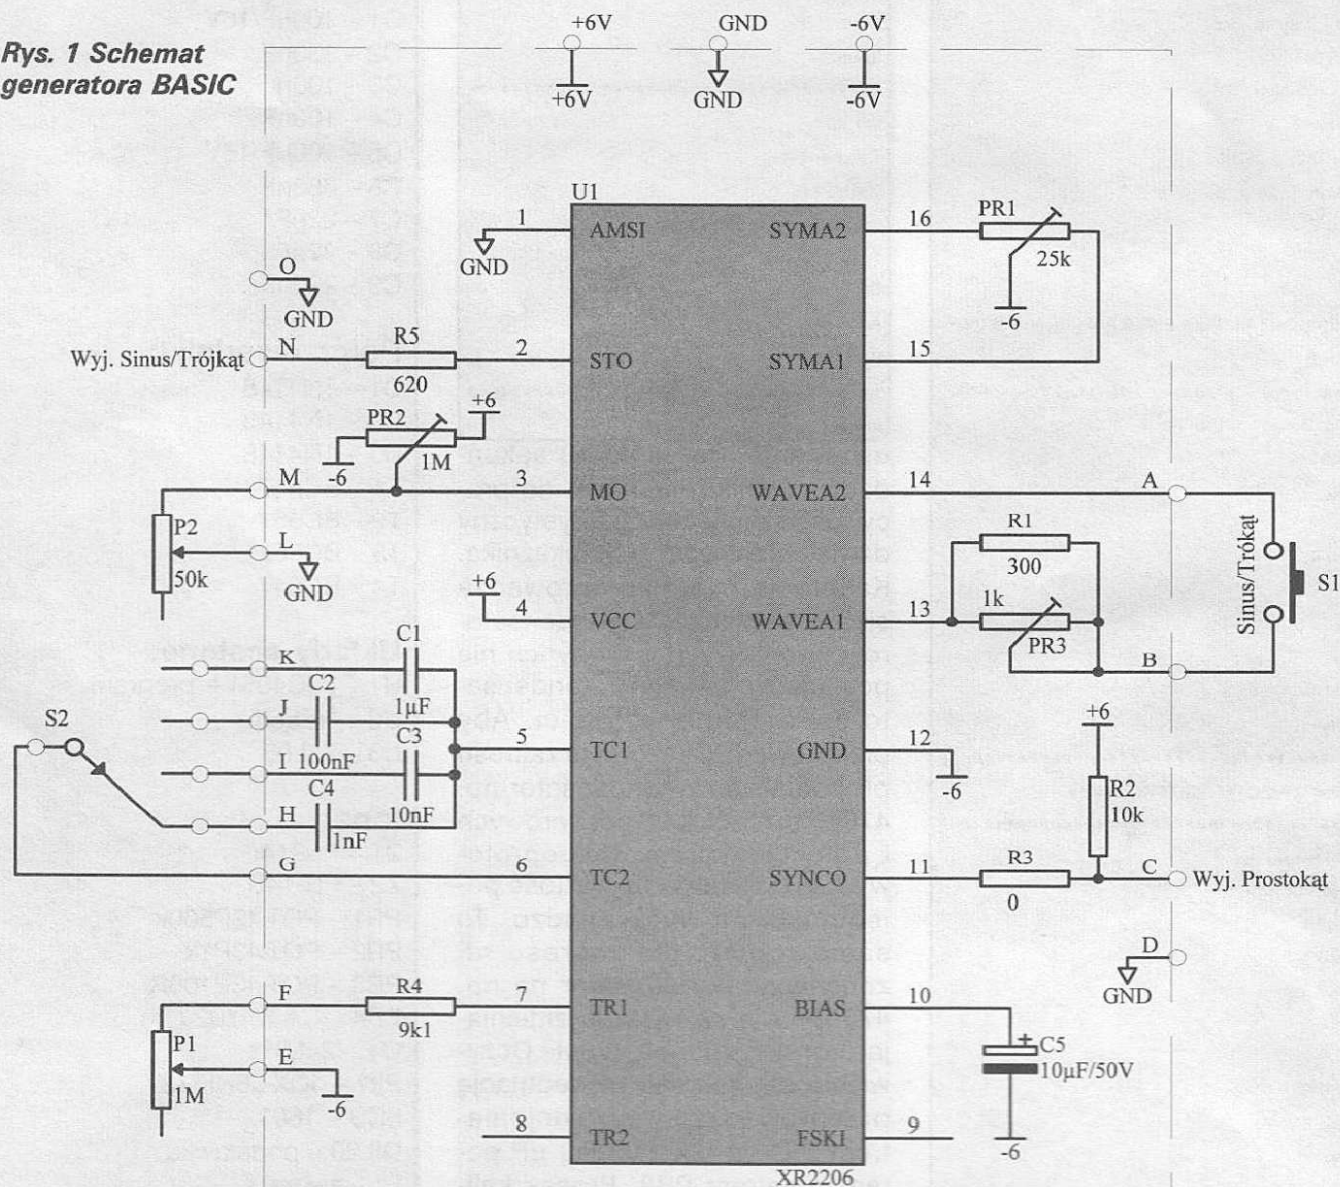 Rys. 1 Schemat
generatora BASIC
+6V
GND
-6V
+6V
GND
-6V
U1
1
AMSI
SYMA2
16
PR1
25k
-6
GND
O
GND
Wyj. Sinus/Trójkąt
N
R5
620
2
STO
SYMA1
15
PR2
+6
1M
-6
M
3
MO
WAVEA2
14
A
P2
50k
L
GND
R1
300
Sinus/Trókąt
S1
+6
4
VCC
WAVEA1
13
1k
PR3
B
K
C1
1µF
C2
J
S2
C3
I
100nF
5
TC1
GND
12
-6
+6
R2
10k
C4
H
10nF
1nF
G
6
TC2
SYNCO
11
R3
0
C
Wyj. Prostokąt
D
GND
F
R4
9k1
7
TR1
BIAS
10
+
C5
10µF/50V
-6
P1
1M
E
-6
8
TR2
FSKI
9
XR2206